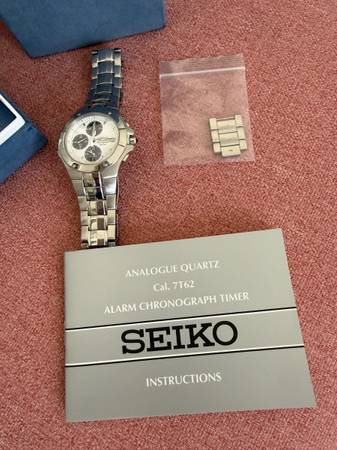 ANALOGUE QUARTZ
Cal. 7T62
ALARM CHRONOGRAPH TIMER
SEIKO
INSTRUCTIONS